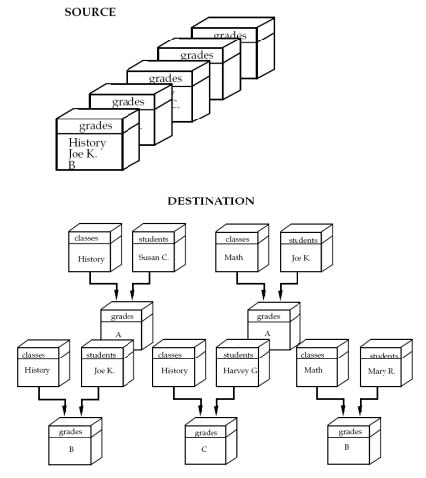 SOURCE
grades
grades
grades
grades
grades
History
Joe K.
B
C.
DESTINATION
classes
students
classes
students
History
Susan C.
Math
Joe K.
grades
grades
A
A
classes
students
classes
students
classes
students
History
Joe K.
History
Harvey G
Math
Mary R.
grades
grades
grades
B
C
B